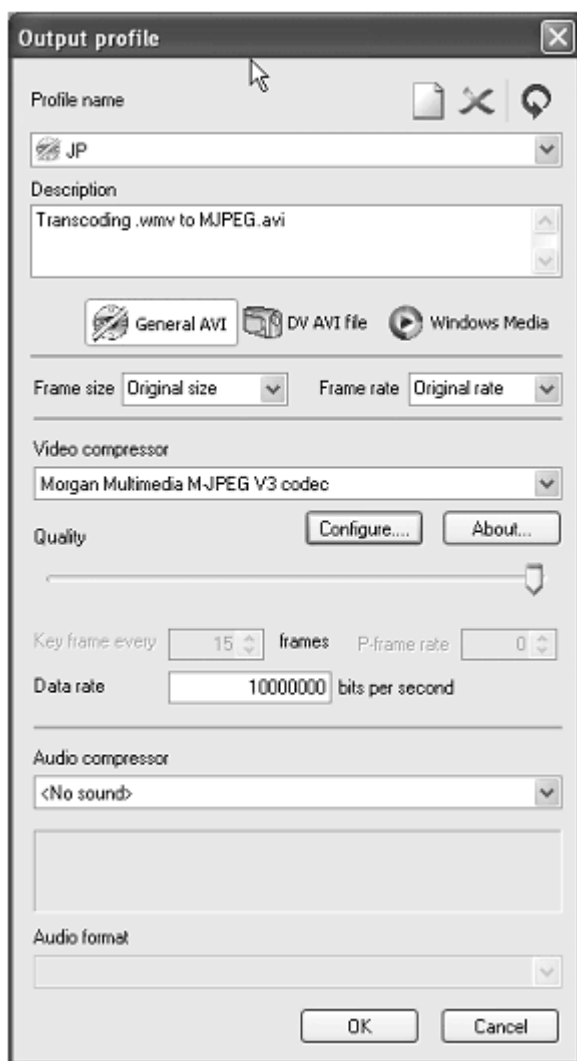 Output profile
Profile name
JP
Description
Transcoding .wmv to MJPEG.avi
General AVI DV AVI file Windows Media
Frame size Original size Frame rate Original rate
Video compressor
Morgan Multimedia M-JPEG V3 codec
Quality Configure.... About...
Key frame every 15 frames P-frame rate 0
Data rate 10000000 bits per second
Audio compressor
<No sound>
Audio format
OK Cancel